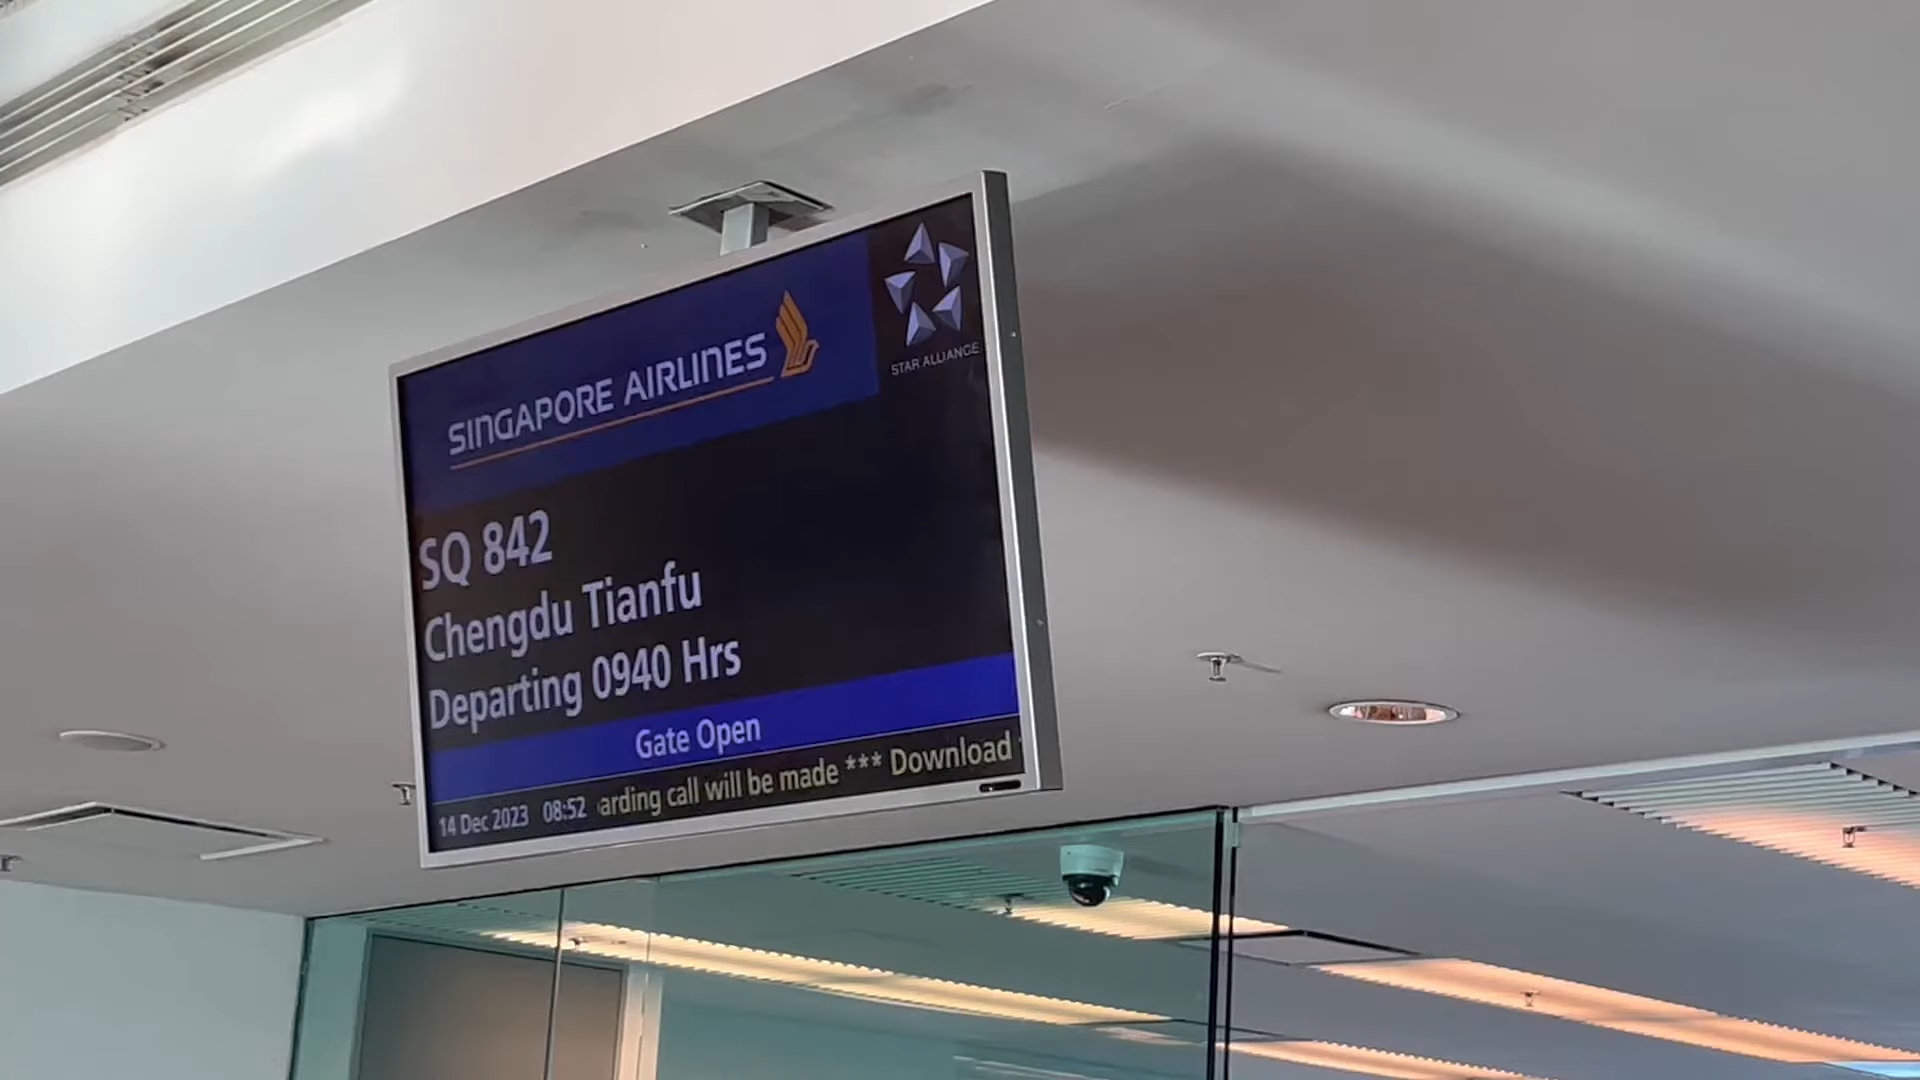 SINGAPORE AIRLINES
STAR ALLIANCE
SQ 842
Chengdu Tianfu
Departing 0940 Hrs
Gate Open
14 Dec 2023 08:52 arding call will be made *** Download